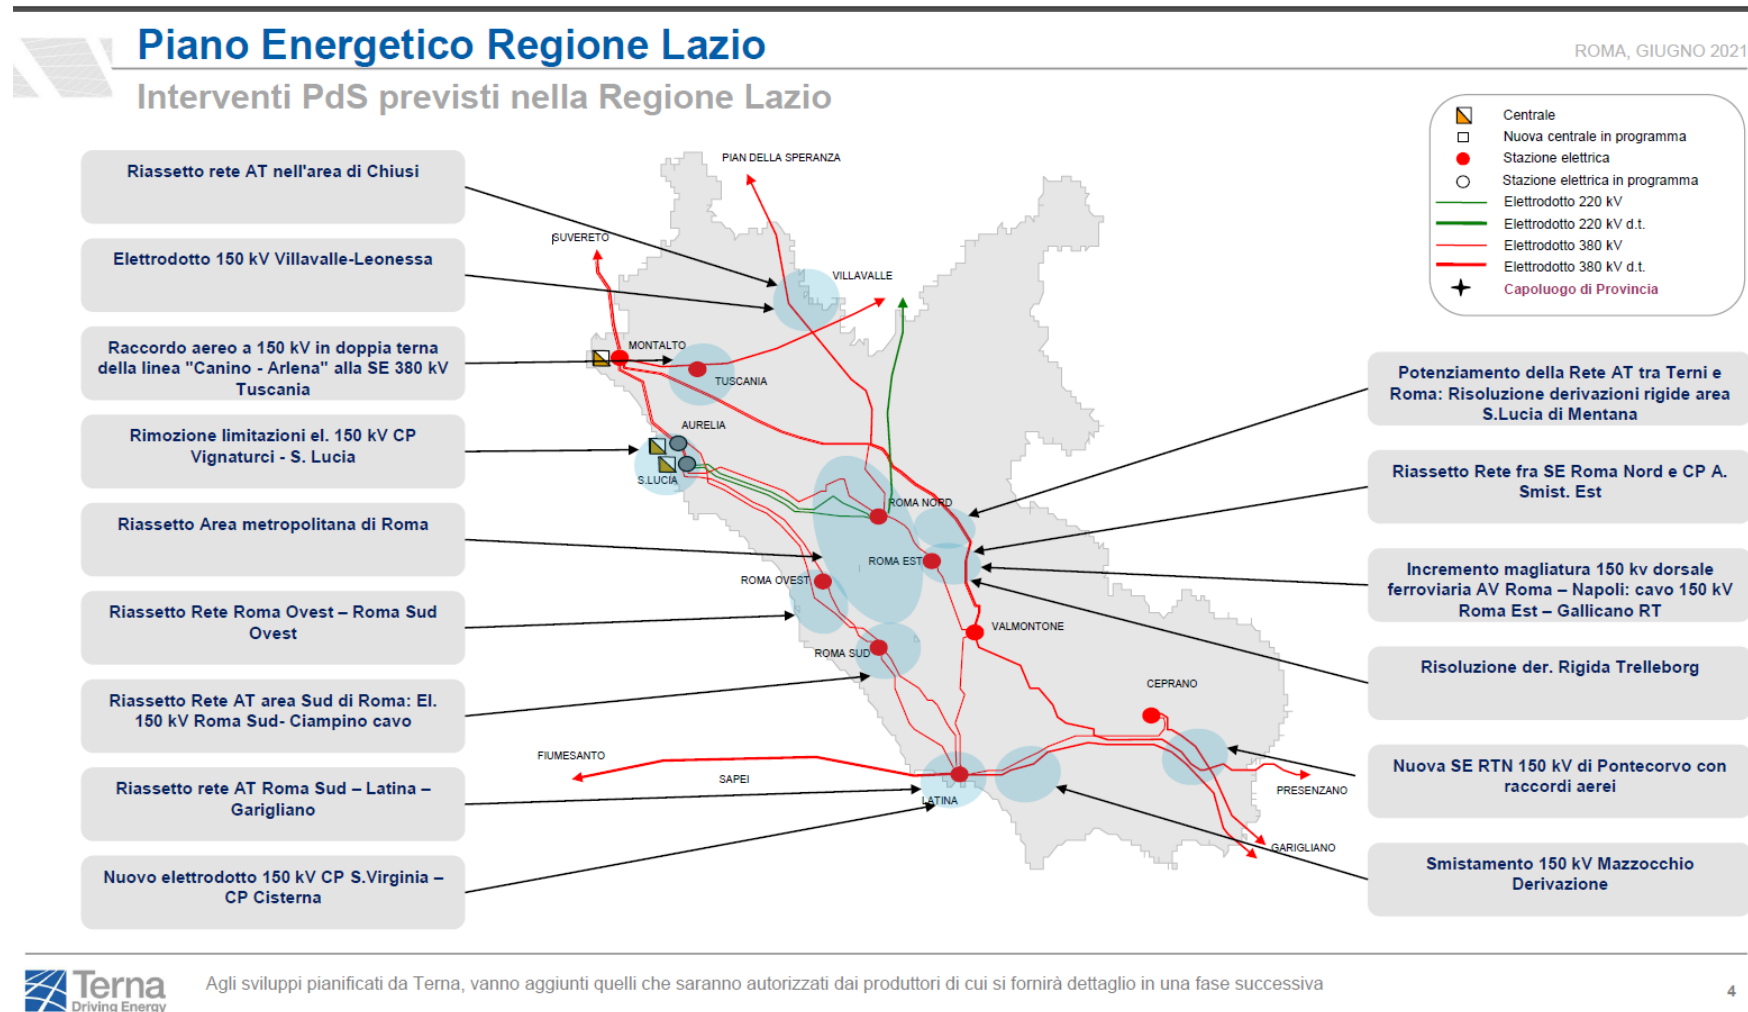 Piano Energetico Regione Lazio
ROMA, GIUGNO 2021
Interventi PdS previsti nella Regione Lazio
Centrale
Nuova centrale in programma
Stazione elettrica
Stazione elettrica in programma
Elettrodotto 220 kV
Elettrodotto 220 kV d.t.
Elettrodotto 380 kV
Elettrodotto 380 kV d.t.
Capoluogo di Provincia
Riassetto rete AT nell'area di Chiusi
Elettrodotto 150 kV Villavalle-Leonessa
Raccordo aereo a 150 kV in doppia terna
della linea "Canino - Arlena" alla SE 380 kV
Tuscania
Rimozione limitazioni el. 150 kV CP
Vignaturci - S. Lucia
Riassetto Area metropolitana di Roma
Riassetto Rete Roma Ovest – Roma Sud
Ovest
Riassetto Rete AT area Sud di Roma: El.
150 kV Roma Sud- Ciampino cavo
Riassetto rete AT Roma Sud – Latina –
Garigliano
Nuovo elettrodotto 150 kV CP S.Virginia –
CP Cisterna
PIAN DELLA SPERANZA
SUVERETO
VILLAVALLE
MONTALTO
TUSCANIA
AURELIA
S.LUCIA
ROMA NORD
ROMA EST
ROMA OVEST
VALMONTONE
ROMA SUD
CEPRANO
FIUMESANTO
SAPEI
LATINA
PRESENZANO
GARIGLIANO
Potenziamento della Rete AT tra Terni e
Roma: Risoluzione derivazioni rigide area
S.Lucia di Mentana
Riassetto Rete fra SE Roma Nord e CP A.
Smist. Est
Incremento magliatura 150 kv dorsale
ferroviaria AV Roma – Napoli: cavo 150 kV
Roma Est – Gallicano RT
Risoluzione der. Rigida Trelleborg
Nuova SE RTN 150 kV di Pontecorvo con
raccordi aerei
Smistamento 150 kV Mazzocchio
Derivazione
Terna
Driving Energy
Agli sviluppi pianificati da Terna, vanno aggiunti quelli che saranno autorizzati dai produttori di cui si fornirà dettaglio in una fase successiva
4